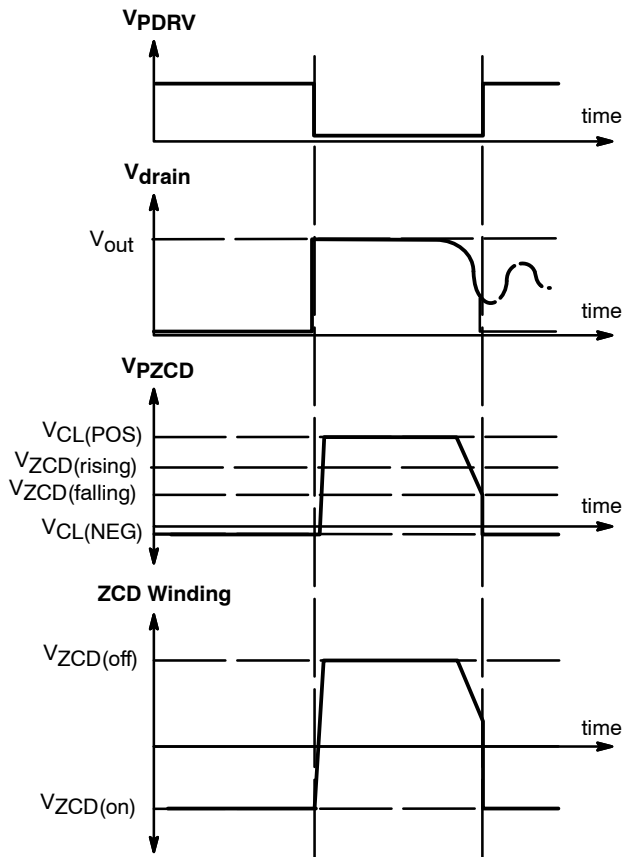 VPDRV
time
Vdrain
Vout
time
VPZCD
VCL(POS)
VZCD(rising)
VZCD(falling)
time
VCL(NEG)
ZCD Winding
VZCD(off)
time
VZCD(on)